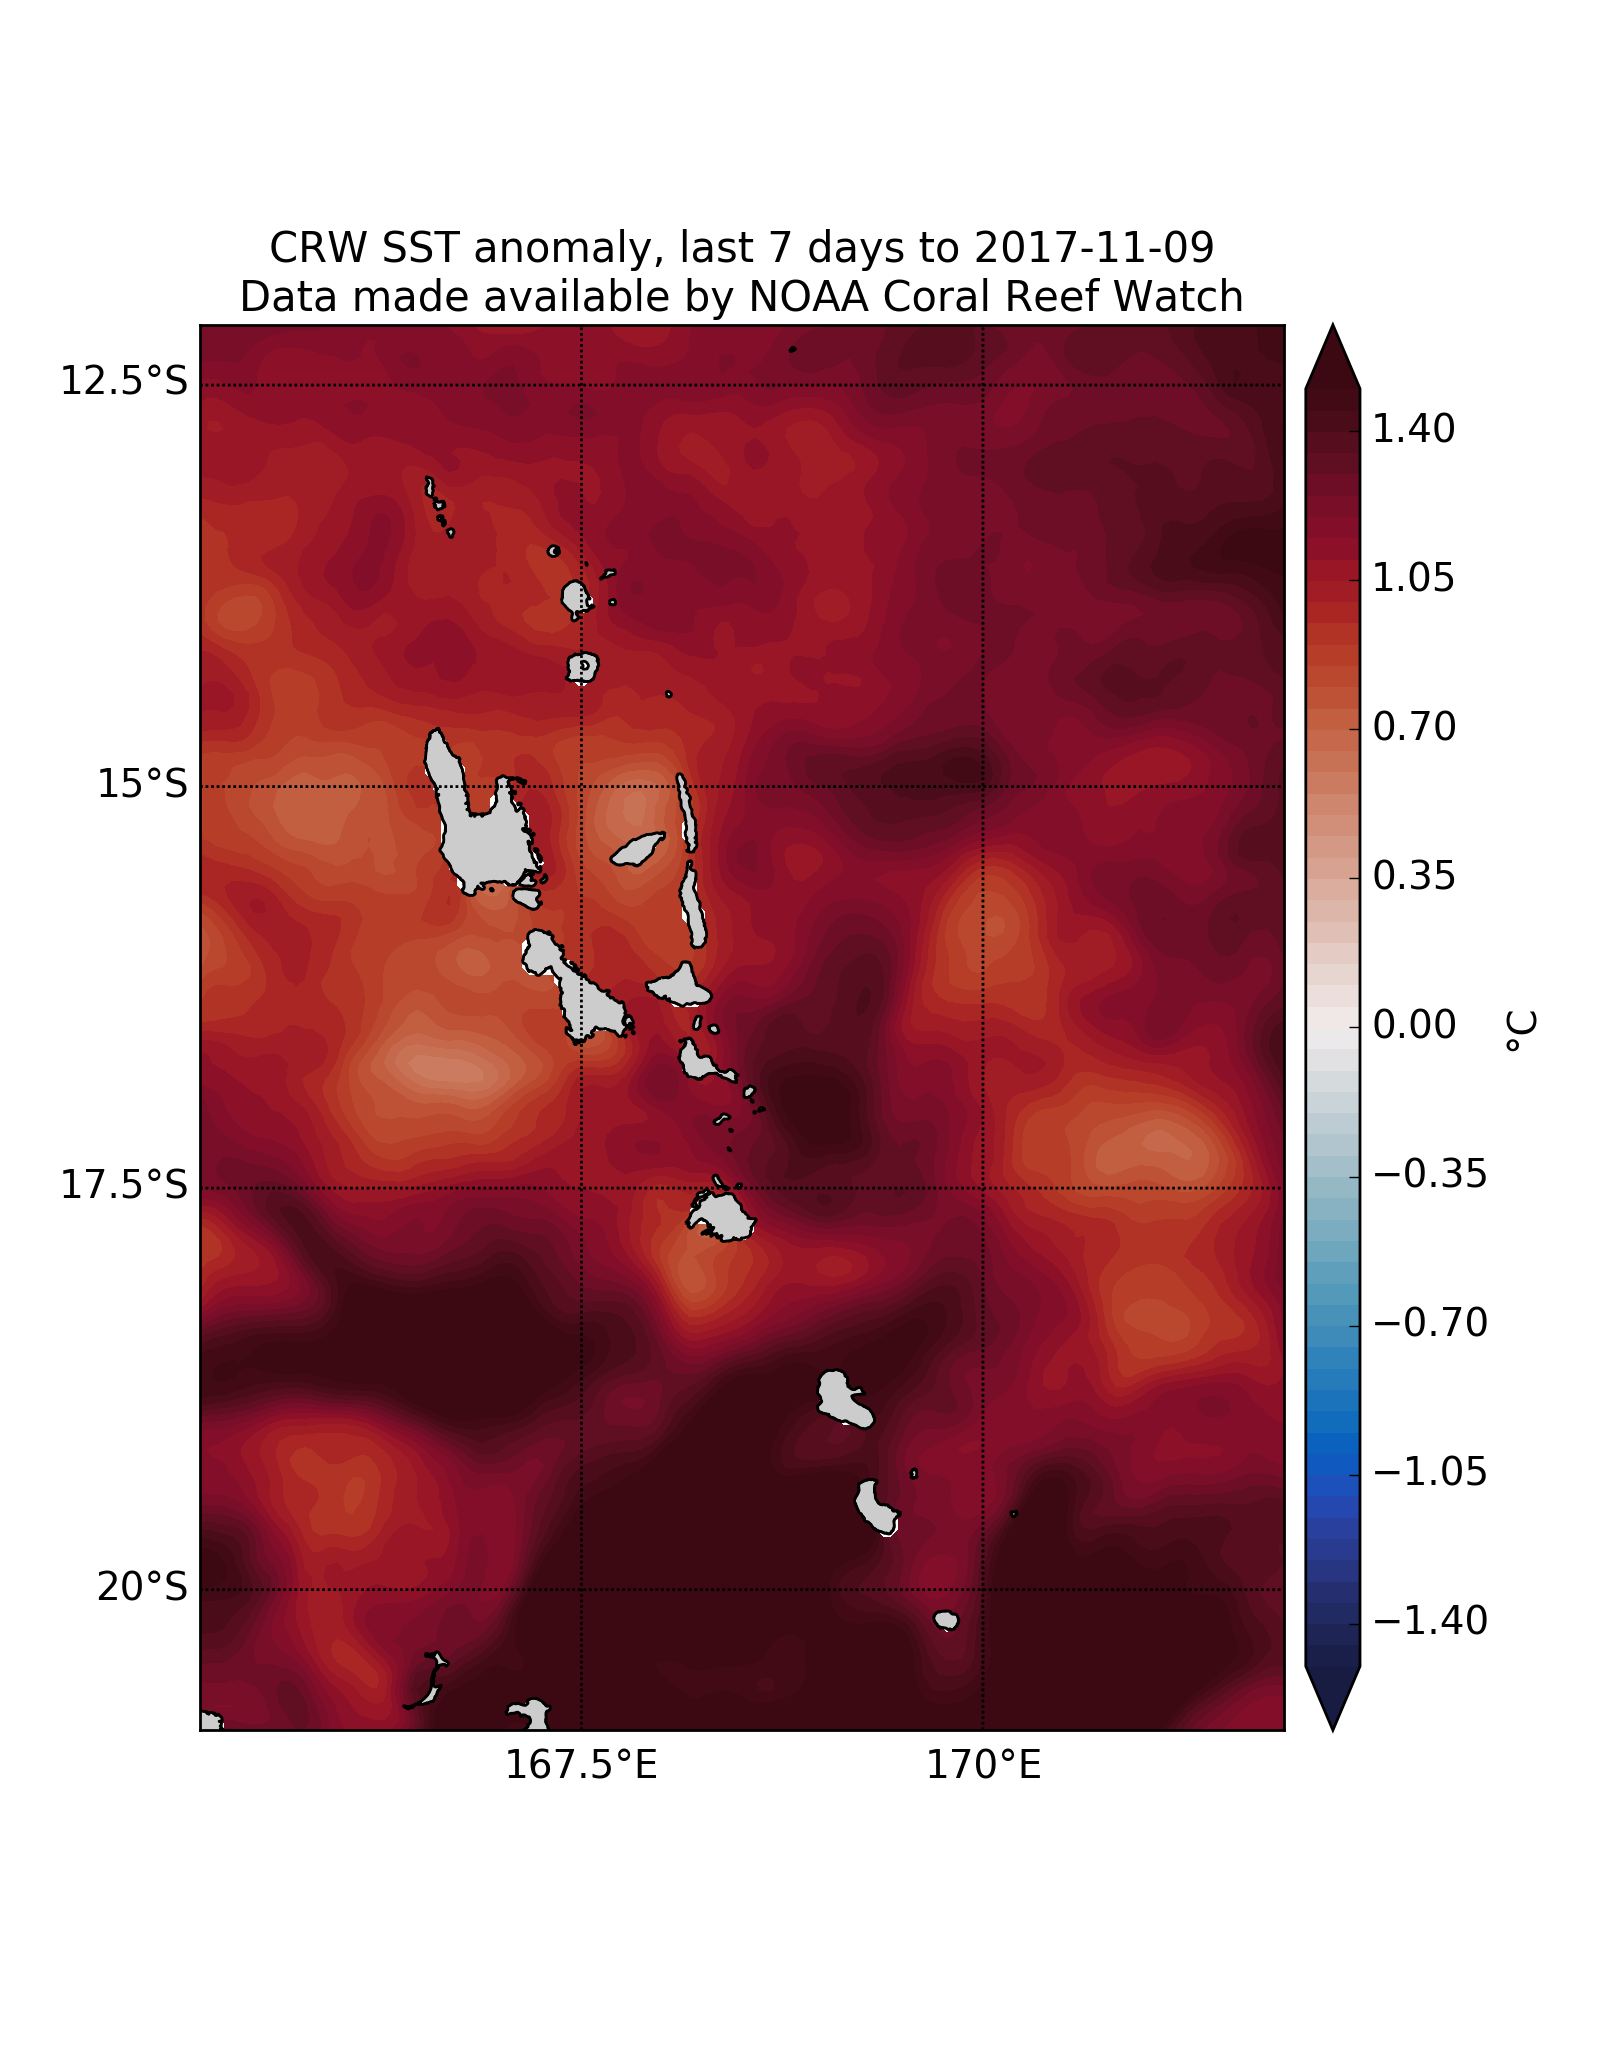 CRW SST anomaly, last 7 days to 2017-11-09
Data made available by NOAA Coral Reef Watch
12.5°S
15°S
17.5°S
20°S
167.5°E
170°E
1.40
1.05
0.70
0.35
0.00
−0.35
−0.70
−1.05
−1.40
°C